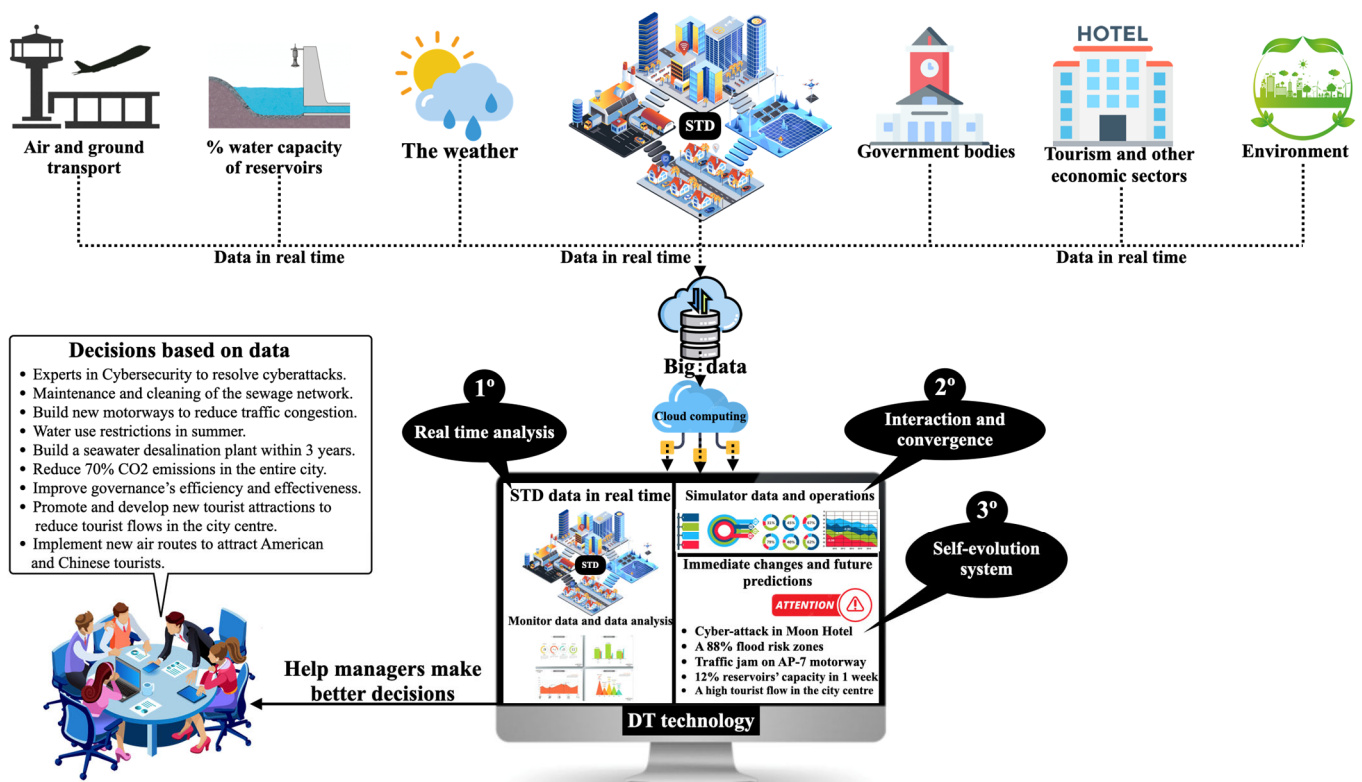 HOTEL
STD
Air and ground
transport
% water capacity
of reservoirs
The weather
Government bodies
Tourism and other
economic sectors
Environment
Data in real time
Data in real time
Data in real time
Big data
Cloud computing
Decisions based on data
• Experts in Cybersecurity to resolve cyberattacks.
• Maintenance and cleaning of the sewage network.
• Build new motorways to reduce traffic congestion.
• Water use restrictions in summer.
• Build a seawater desalination plant within 3 years.
• Reduce 70% CO2 emissions in the entire city.
• Improve governance's efficiency and effectiveness.
• Promote and develop new tourist attractions to
reduce tourist flows in the city centre.
• Implement new air routes to attract American
and Chinese tourists.
1º
Real time analysis
2º
Interaction and
convergence
3º
Self-evolution
system
STD data in real time
STD
Monitor data and data analysis
Simulator data and operations
Immediate changes and future
predictions
ATTENTION
• Cyber-attack in Moon Hotel
• A 88% flood risk zones
• Traffic jam on AP-7 motorway
• 12% reservoirs' capacity in 1 week
• A high tourist flow in the city centre
DT technology
Help managers make
better decisions